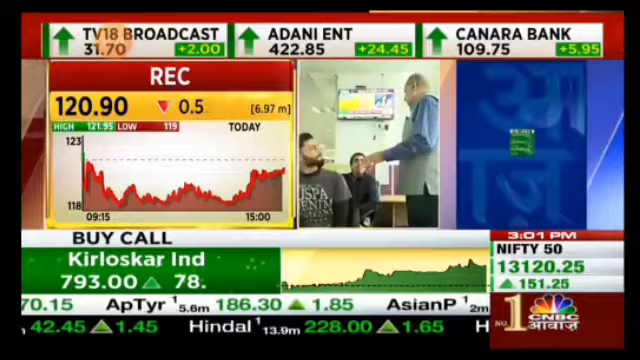 TV18 BROADCAST
31.70 +2.00
ADANI ENT
422.85 +24.45
CANARA BANK
109.75 +5.95
REC
120.90 0.5 [6.97 m]
HIGH 121.95 LOW 119 TODAY
123
118
09:15 15:00
BUY CALL
Kirloskar Ind
793.00 78.
3:01 PM
NIFTY 50
13120.25
151.25
70.15 ApTyr 5.6m 186.30 1.85 AsianP 2m
42.45 1.45 Hindal 13.9m 228.00 1.65 H
NO.1 CNBC
आवाज़